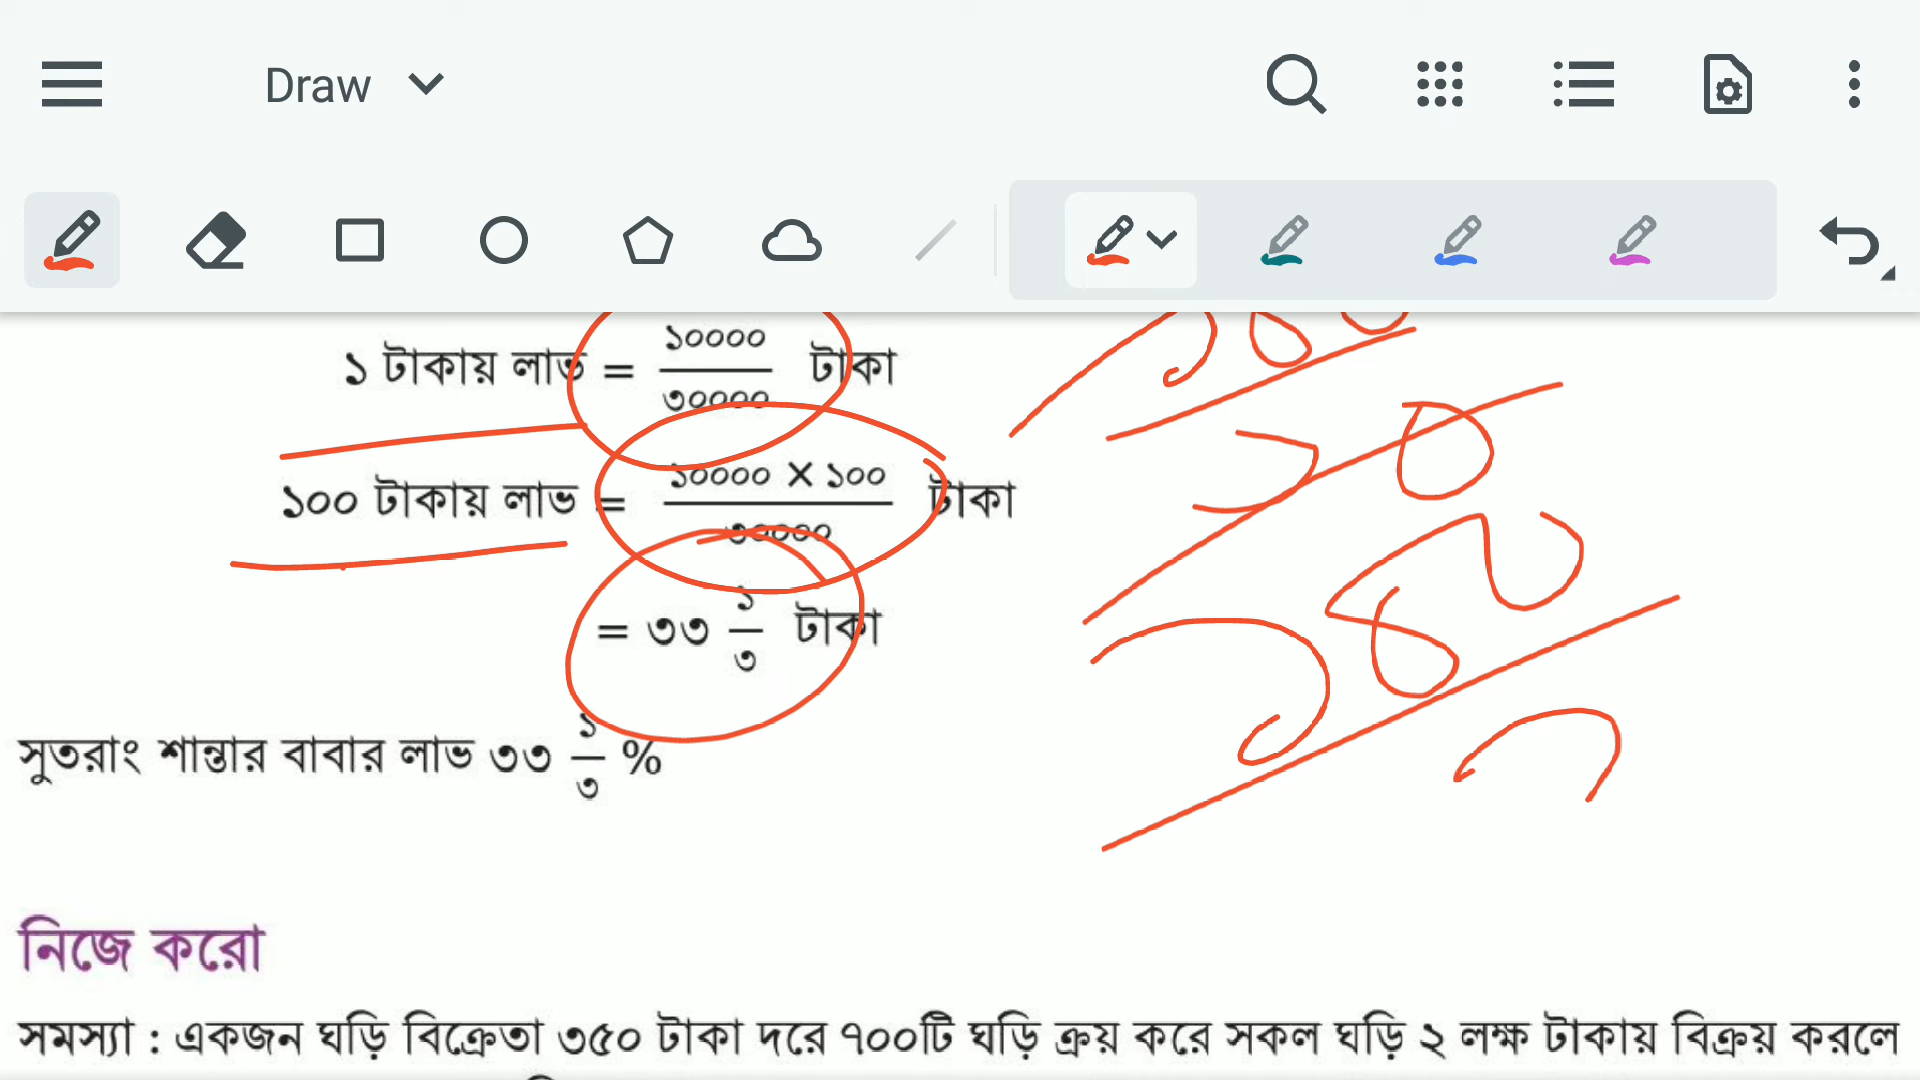 Draw
১ টাকায় লাভ = ১০০০০/৩০০০০ টাকা
১০০ টাকায় লাভ = ১০০০০ × ১০০/৩০০০০ টাকা
= ৩৩ ১/৩ টাকা
সুতরাং শান্তার বাবার লাভ ৩৩ ১/৩ %
নিজে করো
সমস্যা : একজন ঘড়ি বিক্রেতা ৩৫০ টাকা দরে ৭০০টি ঘড়ি ক্রয় করে সকল ঘড়ি ২ লক্ষ টাকায় বিক্রয় করলে